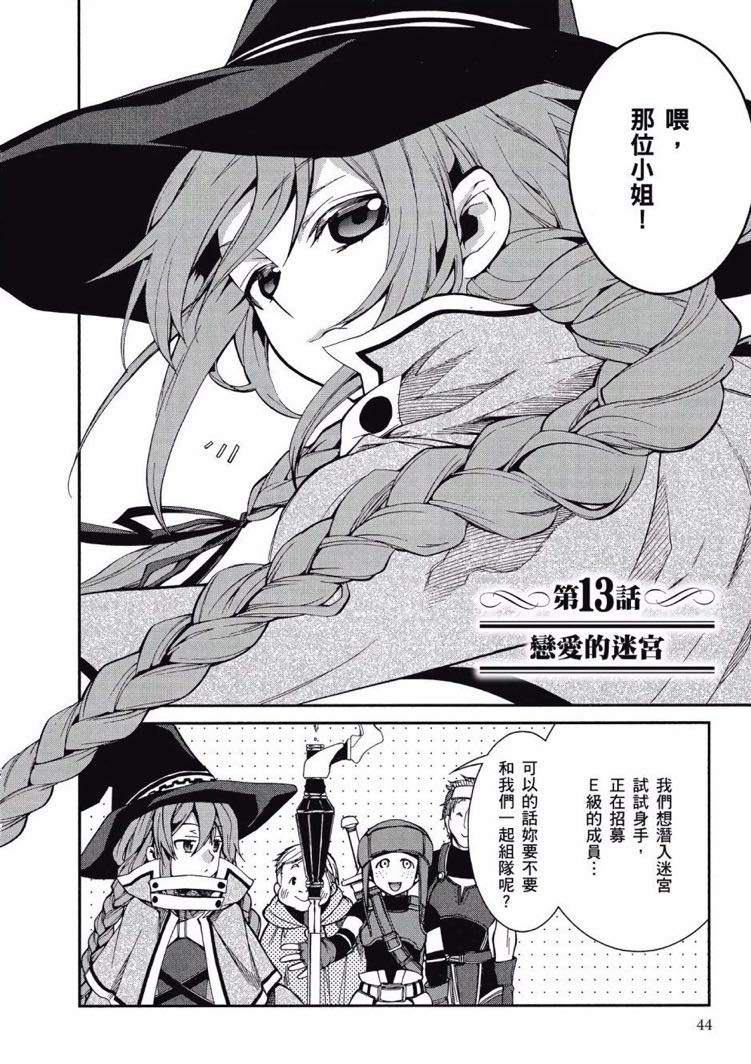 喂，
那位小姐！
第13話
戀愛的迷宮
我們想潛入迷宮
試試身手，
正在招募
E級的成員…
可以的話妳要不要
和我們一起組隊呢？
44